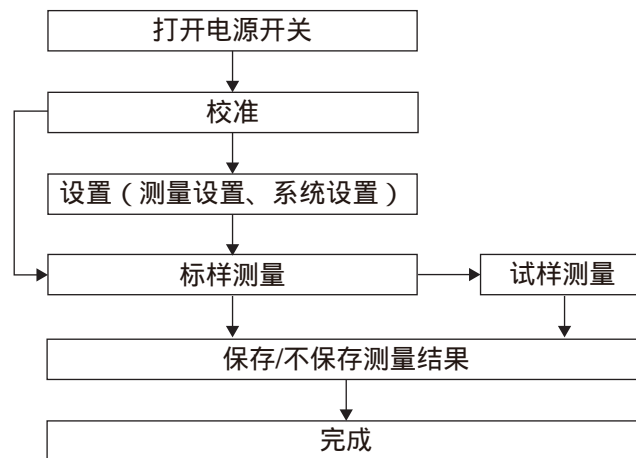 打开电源开关
校准
设置（测量设置、系统设置）
标样测量
试样测量
保存/不保存测量结果
完成